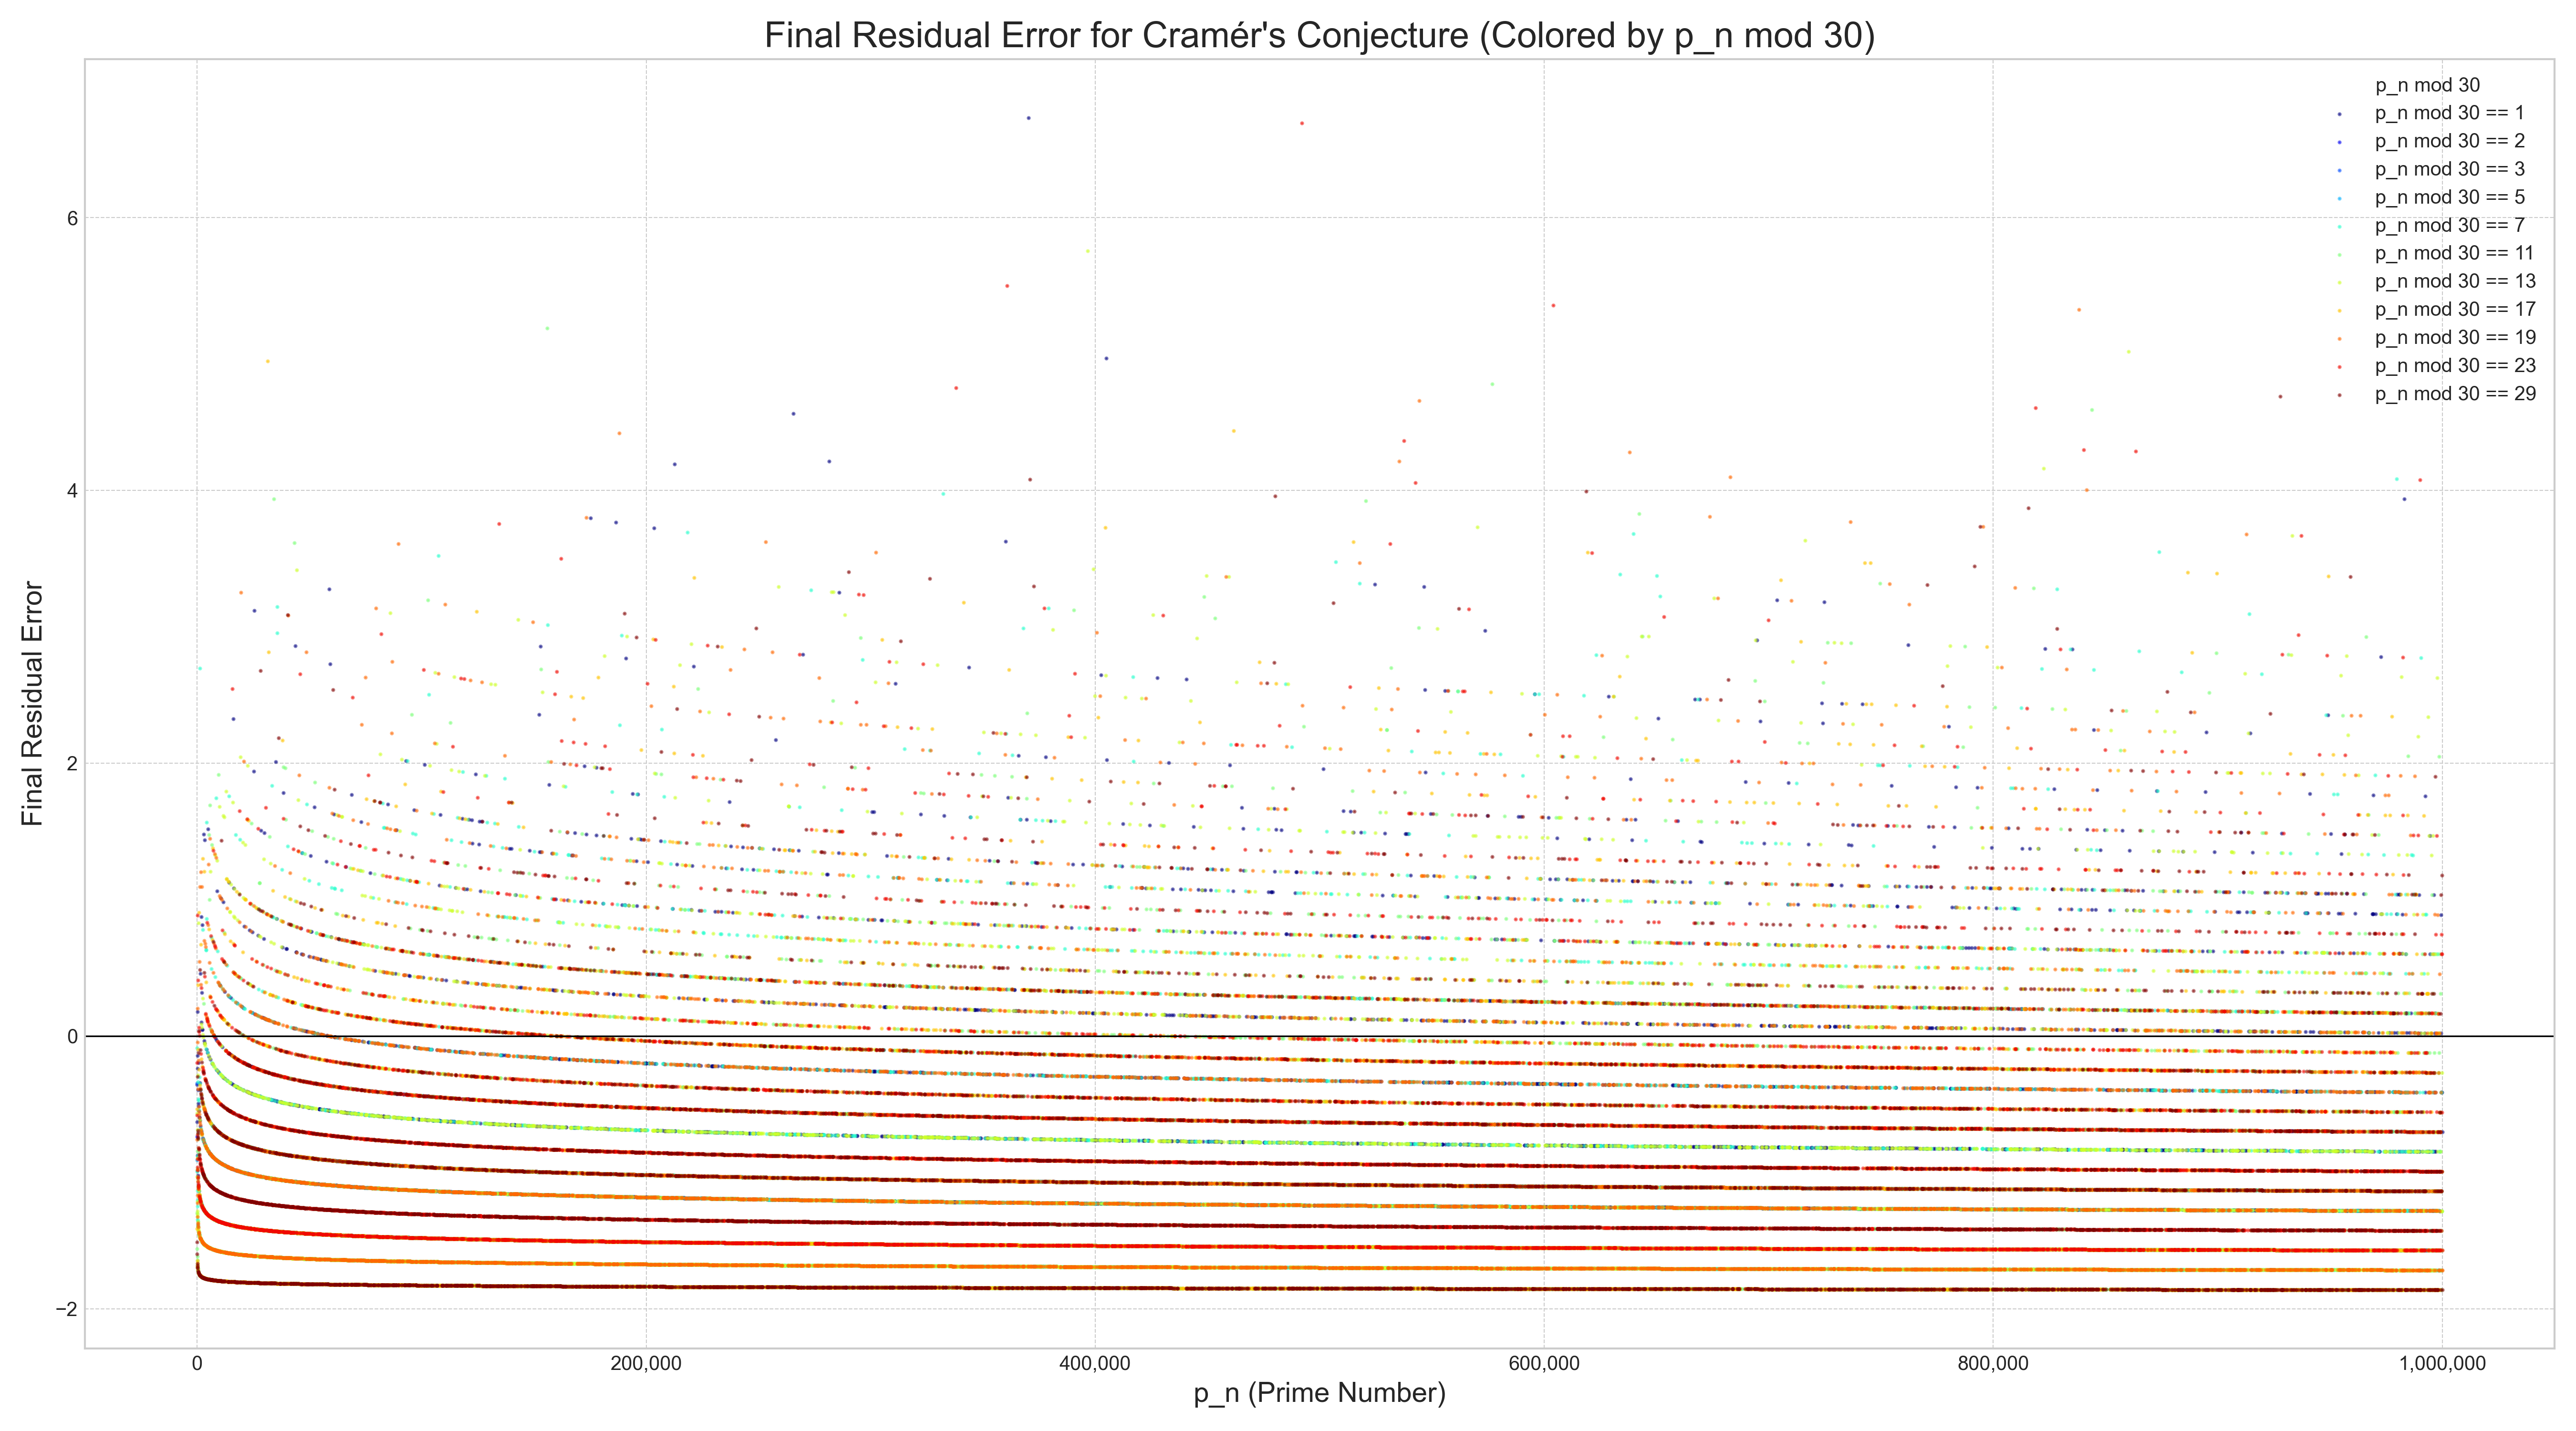 Final Residual Error for Cramér's Conjecture (Colored by p_n mod 30)
p_n mod 30
p_n mod 30 == 1
p_n mod 30 == 2
p_n mod 30 == 3
p_n mod 30 == 5
p_n mod 30 == 7
p_n mod 30 == 11
p_n mod 30 == 13
p_n mod 30 == 17
p_n mod 30 == 19
p_n mod 30 == 23
p_n mod 30 == 29
Final Residual Error
6
4
2
0
−2
0
200,000
400,000
600,000
800,000
1,000,000
p_n (Prime Number)